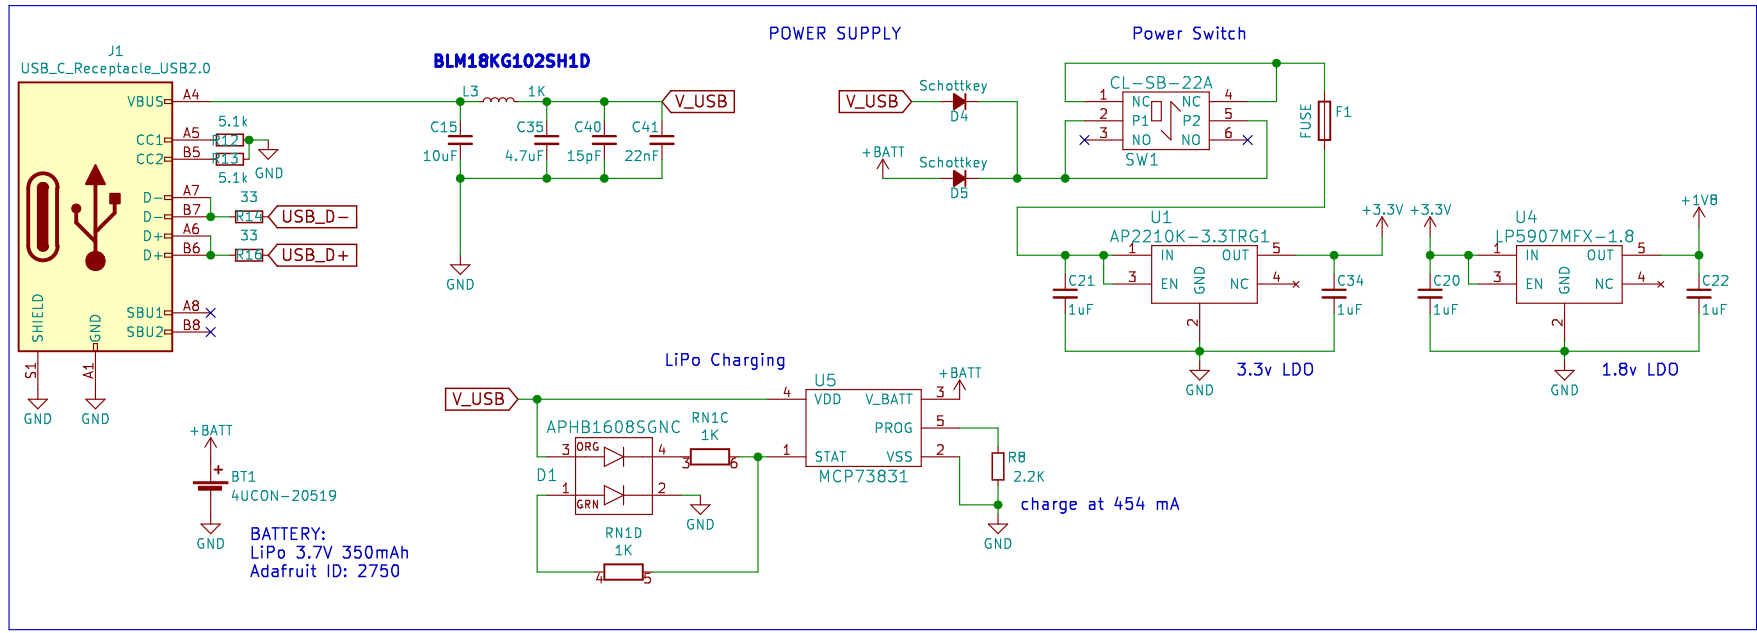 POWER SUPPLY
Power Switch
J1
USB_C_Receptacle_USB2.0
VBUS
A4
CC1
A5
CC2
B5
D-
A7
D-
B7
D+
A6
D+
B6
SBU1
A8
SBU2
B8
SHIELD
GND
S1
A1
GND
GND
5.1k
R12
R13
5.1k
GND
33
R14
USB_D-
33
R16
USB_D+
BLM18KG102SH1D
L3
1K
V_USB
C15
10uF
C35
4.7uF
C40
15pF
C41
22nF
GND
V_USB
Schottkey
D4
+BATT
Schottkey
D5
CL-SB-22A
1
NC
NC
4
2
P1
P2
5
3
NO
NO
6
SW1
FUSE
F1
U1
AP2210K-3.3TRG1
1
IN
OUT
5
3
EN
GND
NC
4
2
C21
1uF
C34
1uF
+3.3V
GND
3.3v LDO
+3.3V
U4
LP5907MFX-1.8
1
IN
OUT
5
3
EN
GND
NC
4
2
C20
1uF
C22
1uF
+1V8
GND
1.8v LDO
LiPo Charging
V_USB
APHB1608SGNC
D1
3
ORG
4
1
GRN
2
GND
RN1C
1K
3
6
RN1D
1K
4
5
U5
4
VDD
V_BATT
3
PROG
5
1
STAT
VSS
2
MCP73831
+BATT
R8
2.2K
GND
charge at 454 mA
+BATT
+
BT1
4UCON-20519
GND
BATTERY:
LiPo 3.7V 350mAh
Adafruit ID: 2750